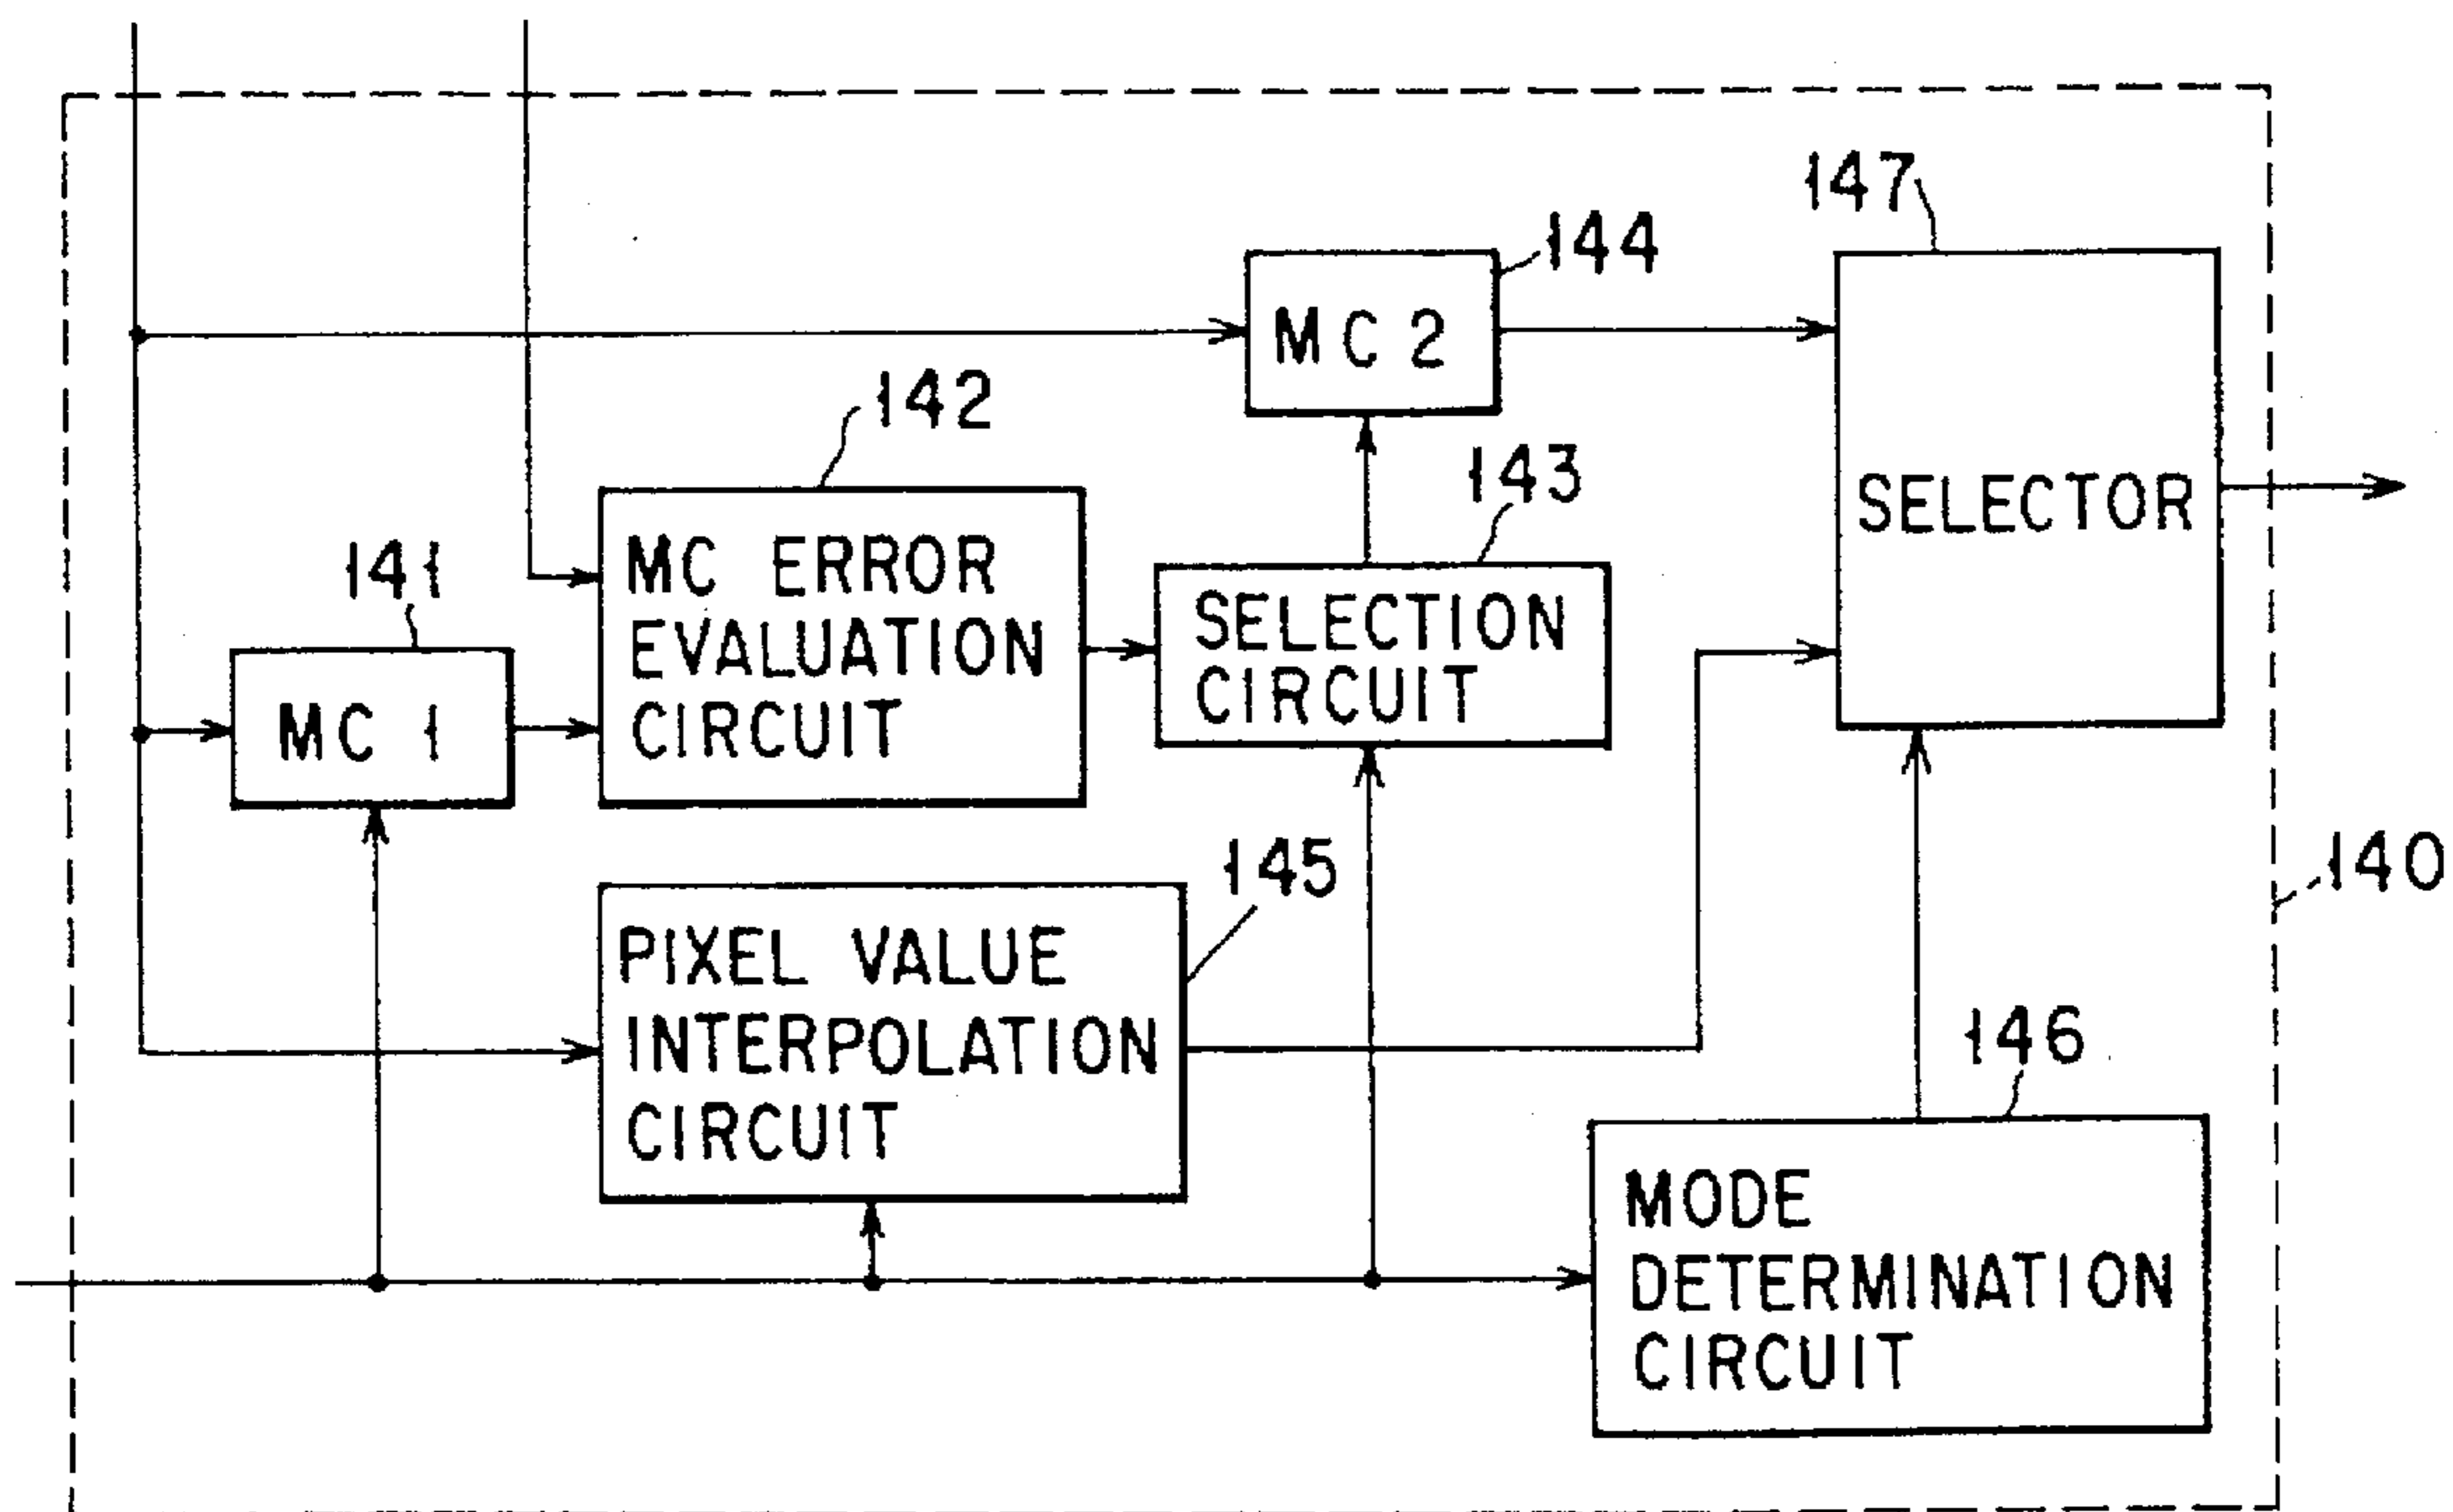 147
144
MC 2
142
SELECTOR
143
141
MC ERROR
EVALUATION
CIRCUIT
SELECTION
CIRCUIT
MC 1
145
140
PIXEL VALUE
INTERPOLATION
CIRCUIT
146
MODE
DETERMINATION
CIRCUIT